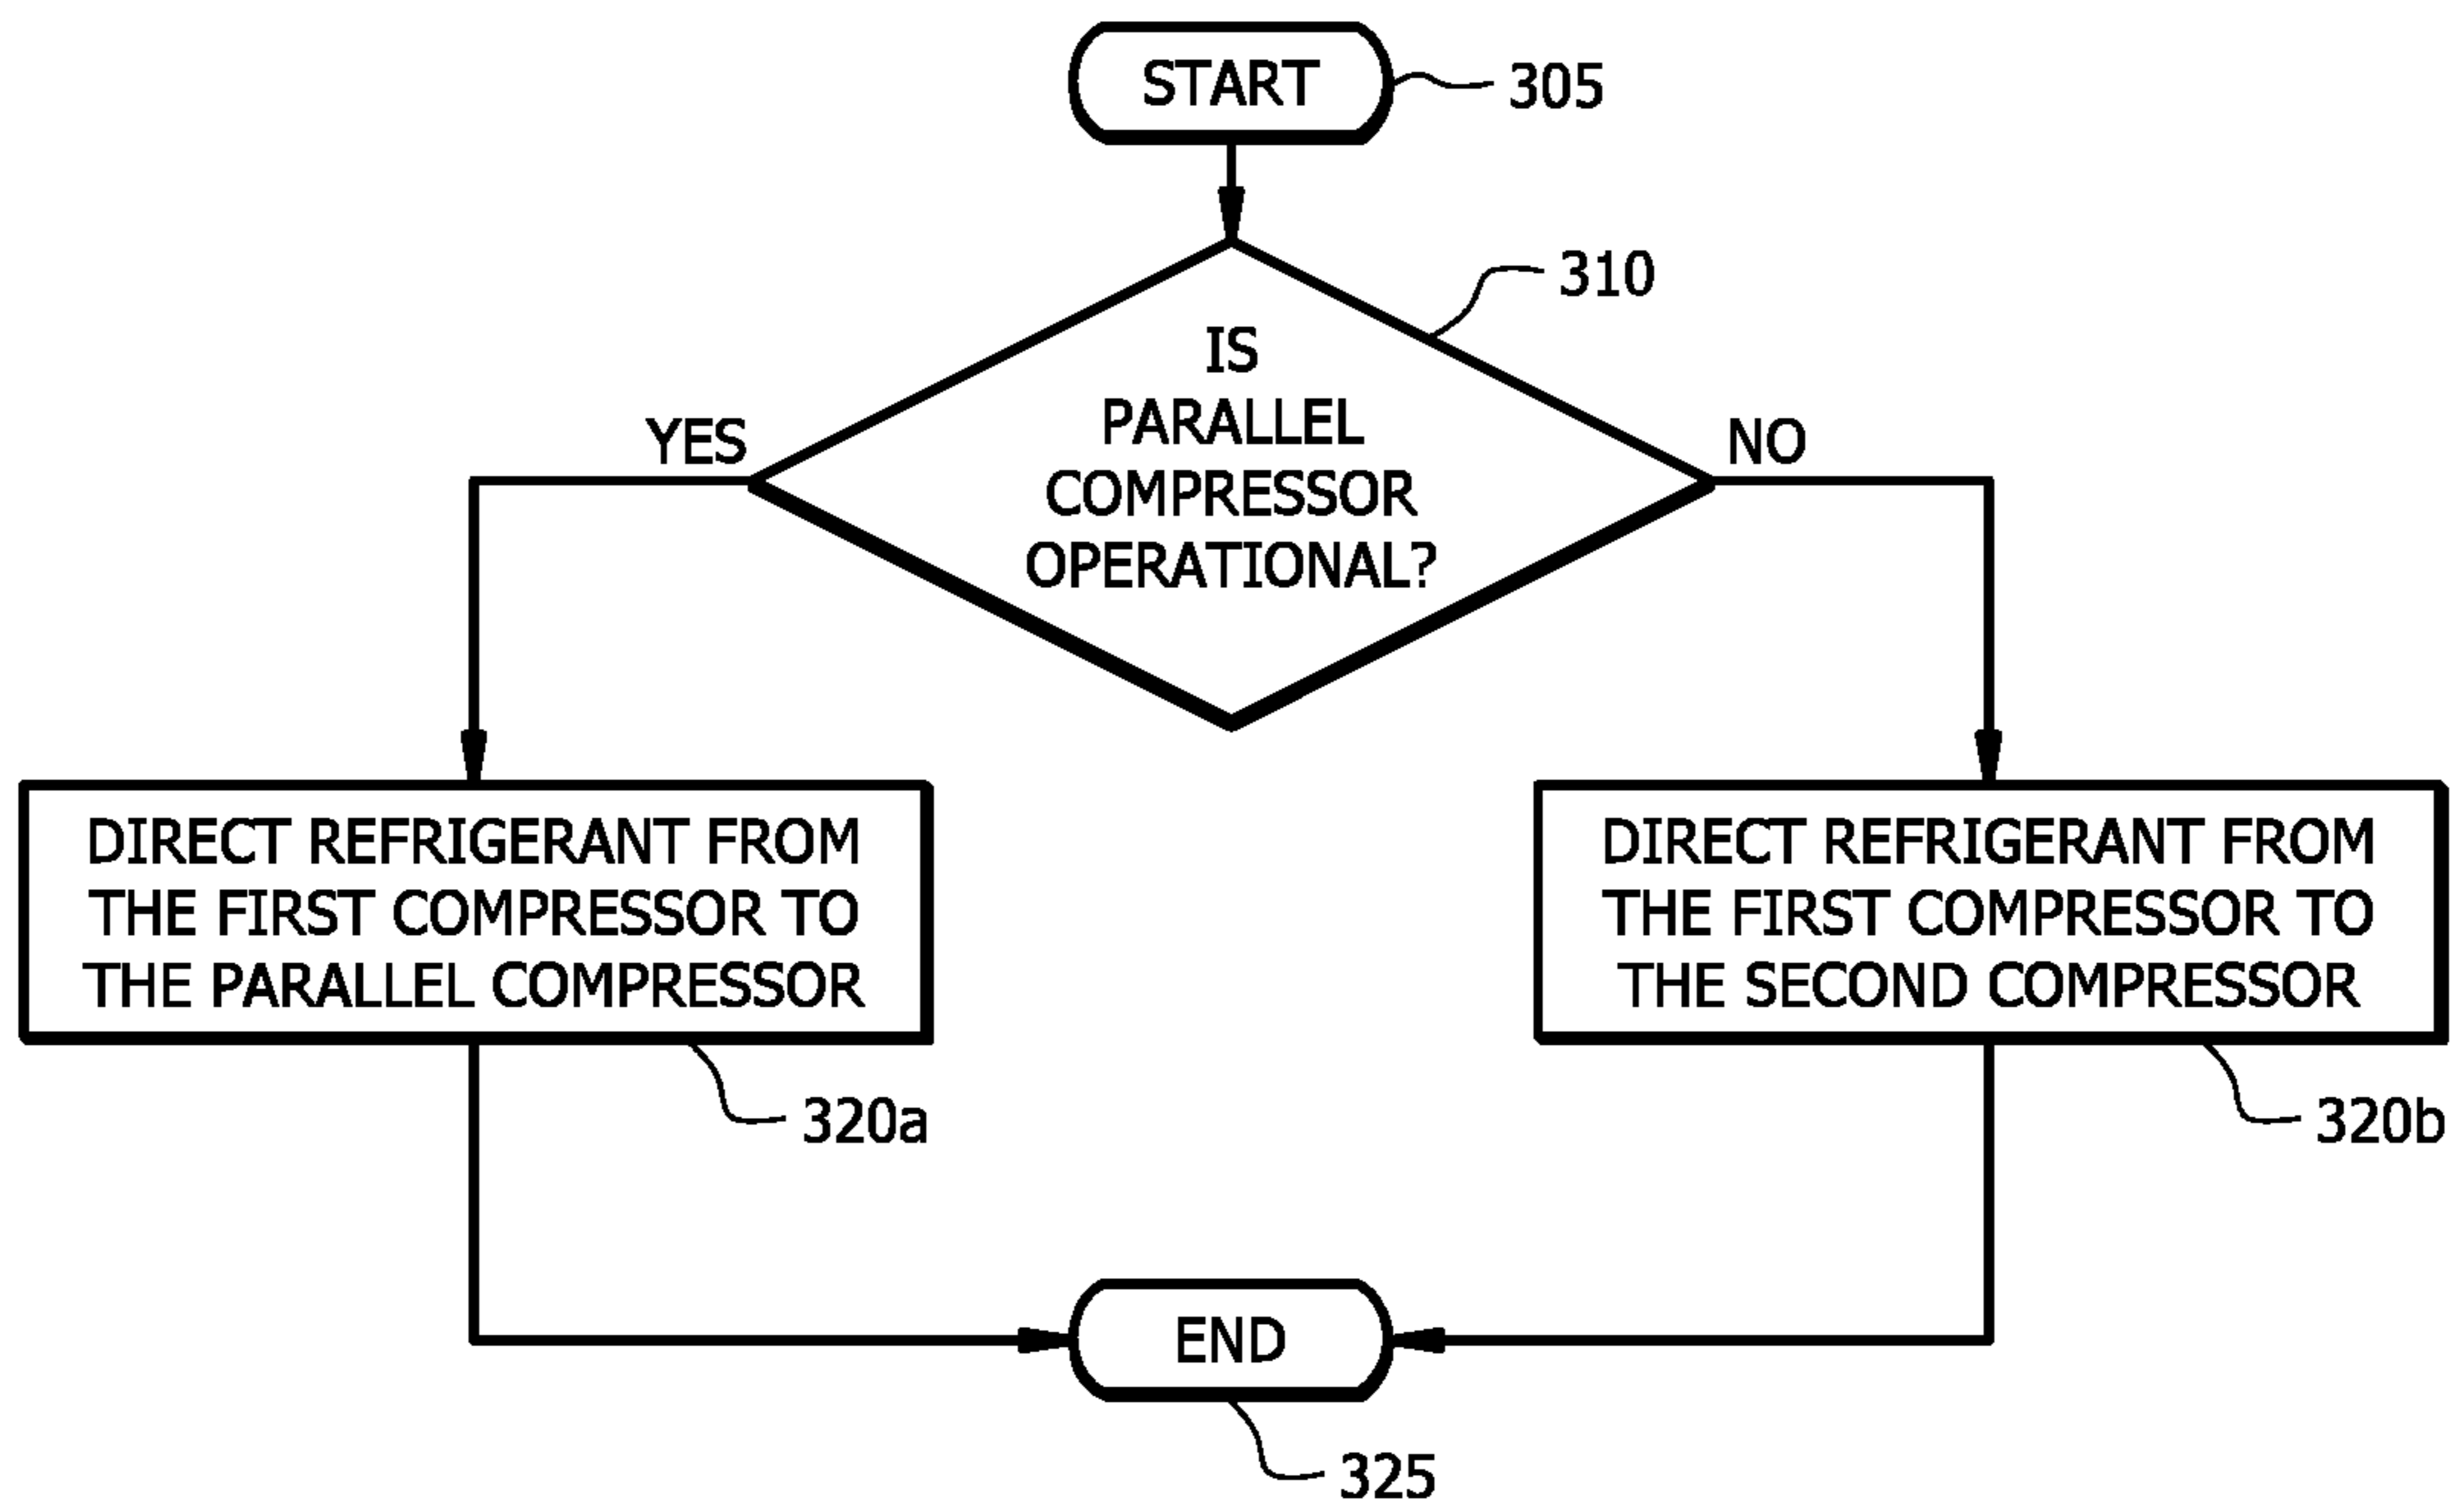 START
305
310
IS
PARALLEL
COMPRESSOR
OPERATIONAL?
YES
NO
DIRECT REFRIGERANT FROM
THE FIRST COMPRESSOR TO
THE PARALLEL COMPRESSOR
320a
DIRECT REFRIGERANT FROM
THE FIRST COMPRESSOR TO
THE SECOND COMPRESSOR
320b
END
325